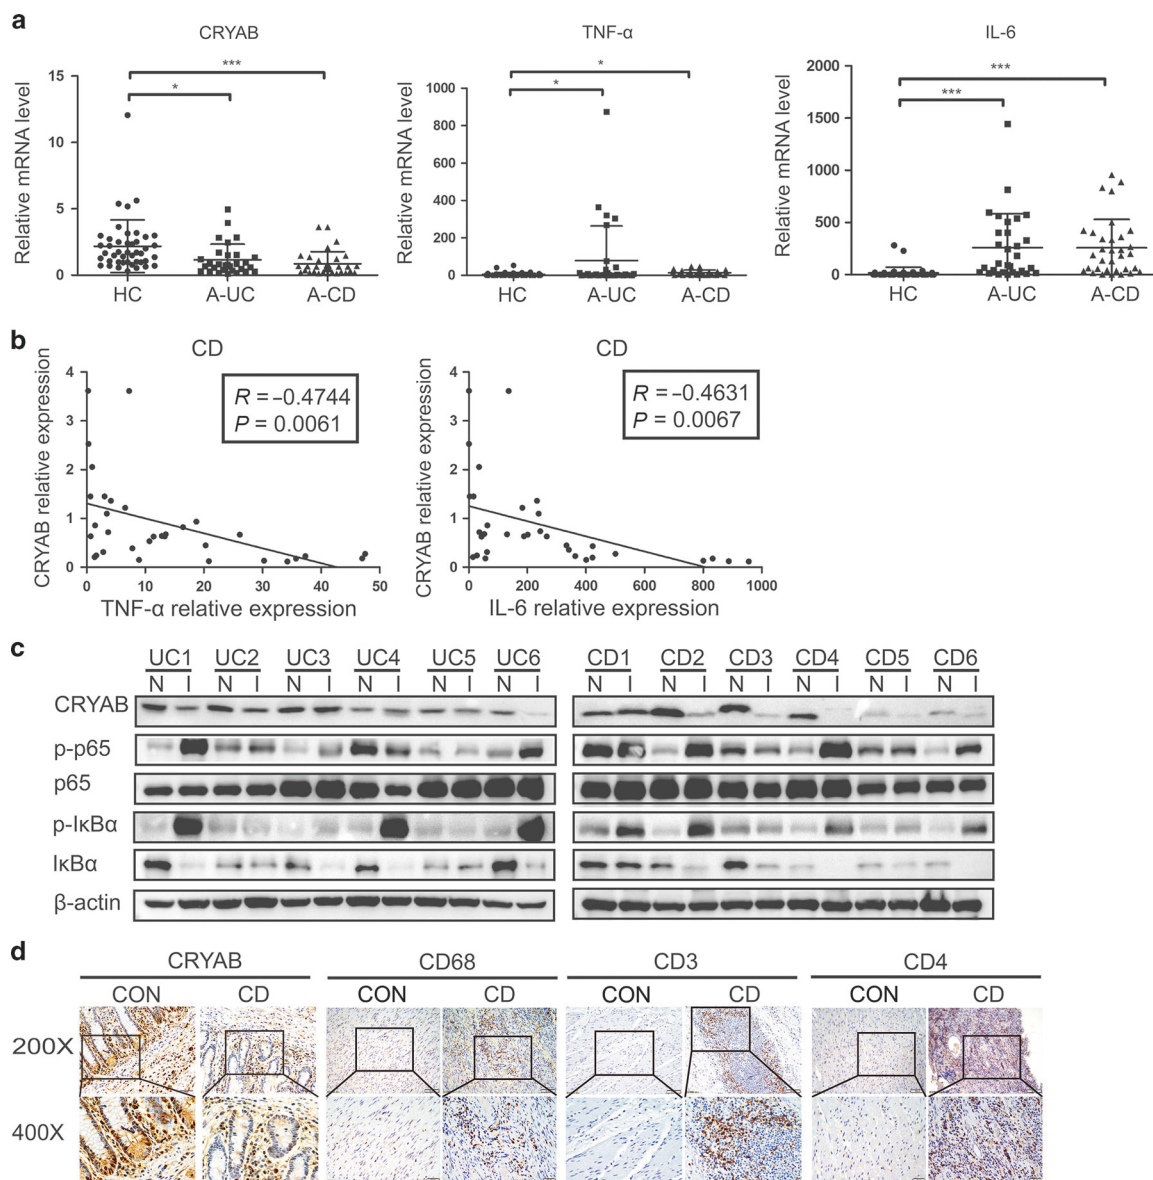 a
CRYAB
TNF-α
IL-6
Relative mRNA level
15
10
5
0
***
*
HC
A-UC
A-CD
Relative mRNA level
1000
800
600
400
200
0
*
*
HC
A-UC
A-CD
Relative mRNA level
2000
1500
1000
500
0
***
***
HC
A-UC
A-CD
b
CD
CRYAB relative expression
4
3
2
1
0
R = −0.4744
P = 0.0061
0 10 20 30 40 50
TNF-α relative expression
CD
CRYAB relative expression
4
3
2
1
0
R = −0.4631
P = 0.0067
0 200 400 600 800 1000
IL-6 relative expression
c
UC1 UC2 UC3 UC4 UC5 UC6 CD1 CD2 CD3 CD4 CD5 CD6
N I N I N I N I N I N I N I N I N I N I N I N I
CRYAB
p-p65
p65
p-IκBα
IκBα
β-actin
d
CRYAB CD68 CD3 CD4
CON CD CON CD CON CD CON CD
200X
400X